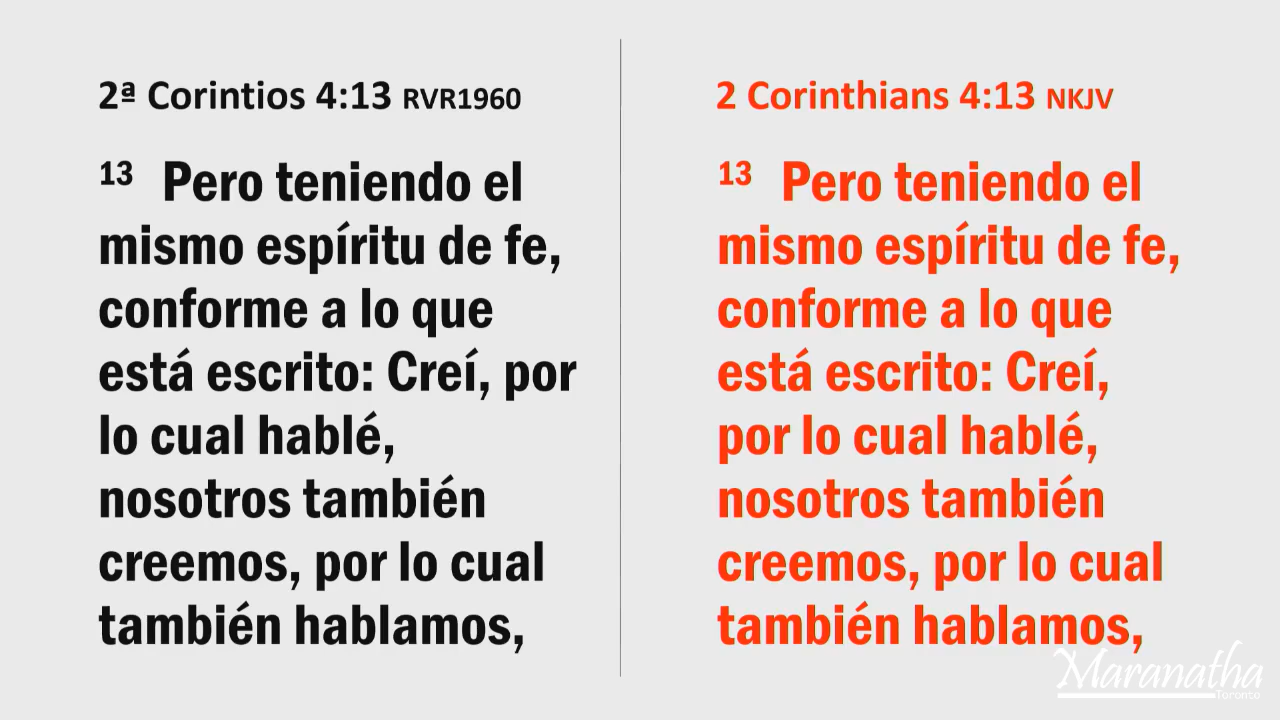 2ª Corintios 4:13 RVR1960
¹³ Pero teniendo el
mismo espíritu de fe,
conforme a lo que
está escrito: Creí, por
lo cual hablé,
nosotros también
creemos, por lo cual
también hablamos,
2 Corinthians 4:13 NKJV
¹³ Pero teniendo el
mismo espíritu de fe,
conforme a lo que
está escrito: Creí,
por lo cual hablé,
nosotros también
creemos, por lo cual
también hablamos,
Maranatha
Toronto